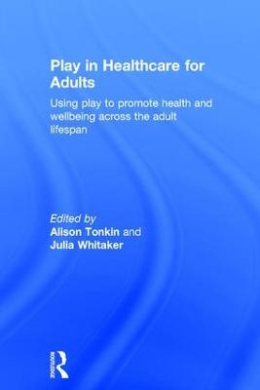 Play in Healthcare for
Adults
Using play to promote health and
wellbeing across the adult
lifespan
Edited by
Alison Tonkin and
Julia Whitaker
ROUTLEDGE